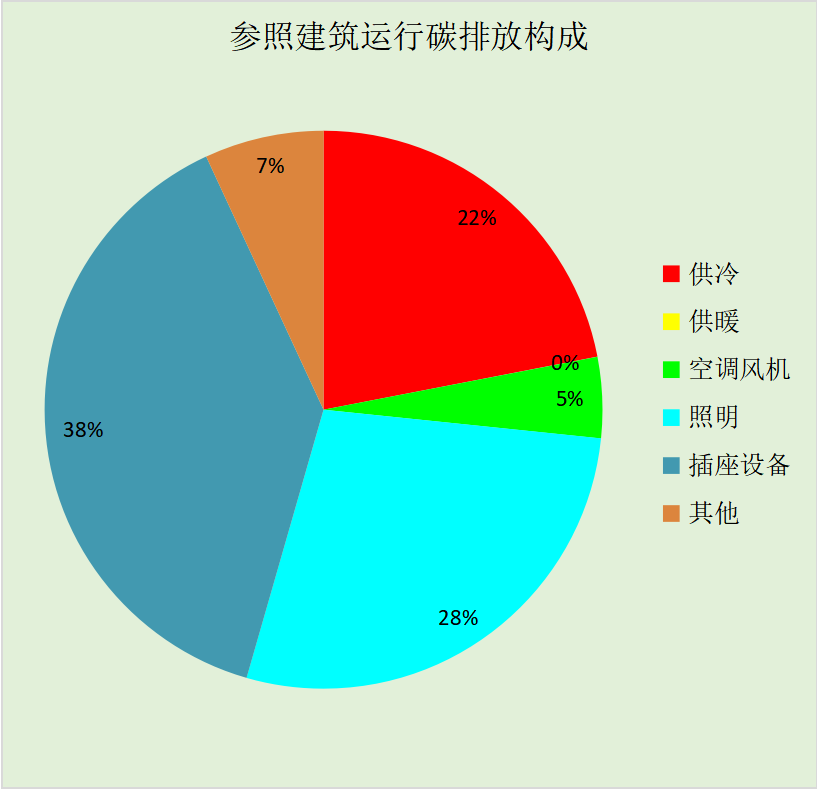 参照建筑运行碳排放构成
7%
22%
0%
5%
38%
28%
供冷
供暖
空调风机
照明
插座设备
其他